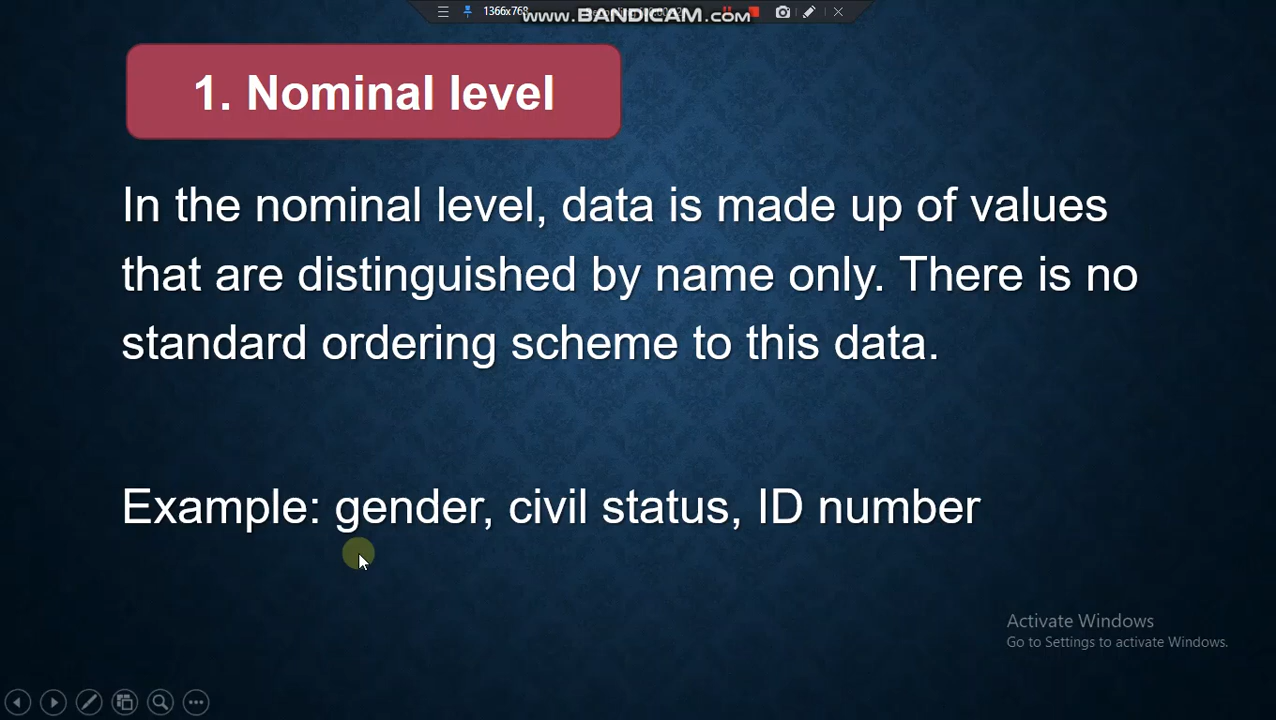 1366x768
www.BANDICAM.com
1. Nominal level
In the nominal level, data is made up of values
that are distinguished by name only. There is no
standard ordering scheme to this data.
Example: gender, civil status, ID number
Activate Windows
Go to Settings to activate Windows.